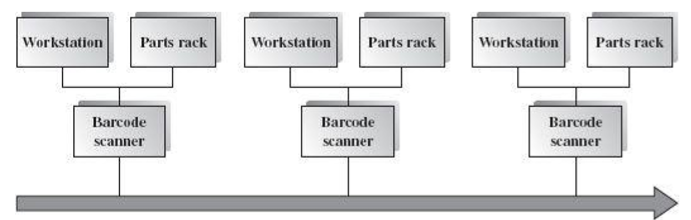 Workstation
Parts rack
Workstation
Parts rack
Workstation
Parts rack
Barcode
scanner
Barcode
scanner
Barcode
scanner